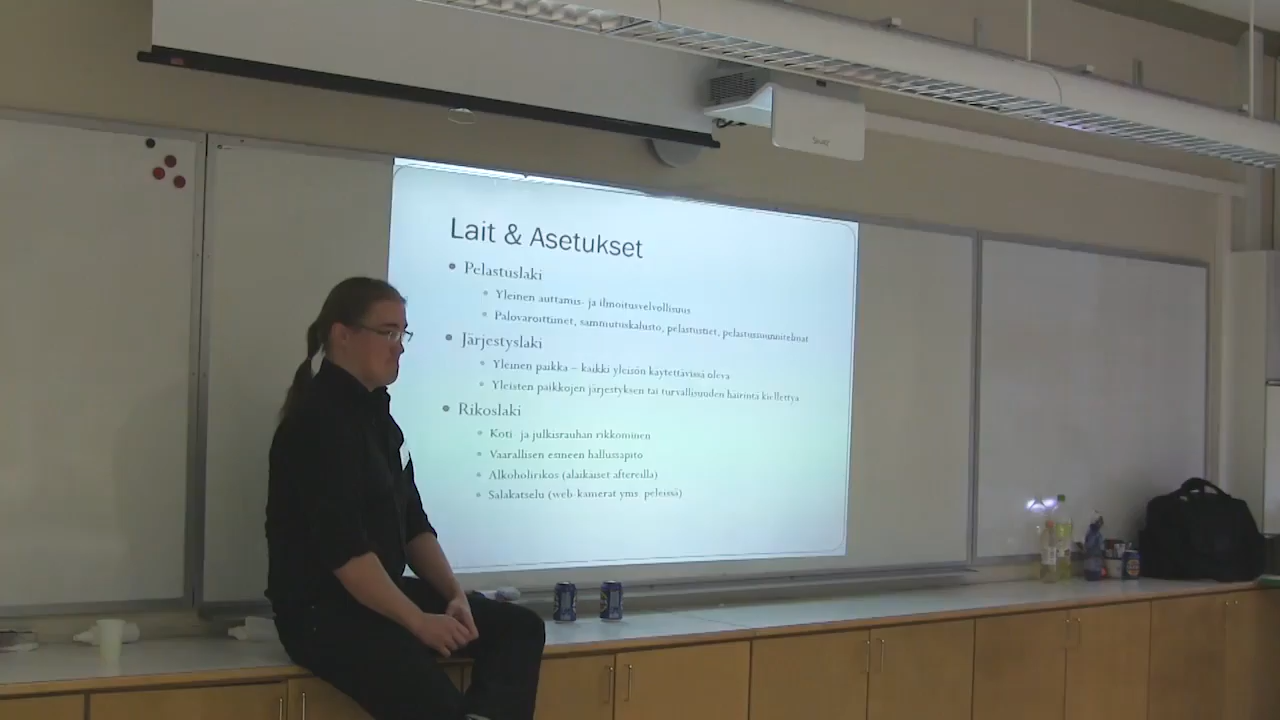 Lait & Asetukset
Pelastuslaki
Yleinen auttamis- ja ilmoitusvelvollisuus
Palovaroittimet, sammutuskalusto, pelastustiet, pelastussuunnitelmat
Järjestyslaki
Yleinen paikka – kaikki yleisön käytettävissä oleva
Yleisten paikkojen järjestyksen tai turvallisuuden häirintä kiellettyä
Rikoslaki
Koti- ja julkisrauhan rikkominen
Vaarallisen esineen hallussapito
Alkoholirikos (alaikäiset aftereilla)
Salakatselu (web-kamerat yms. peleissä)